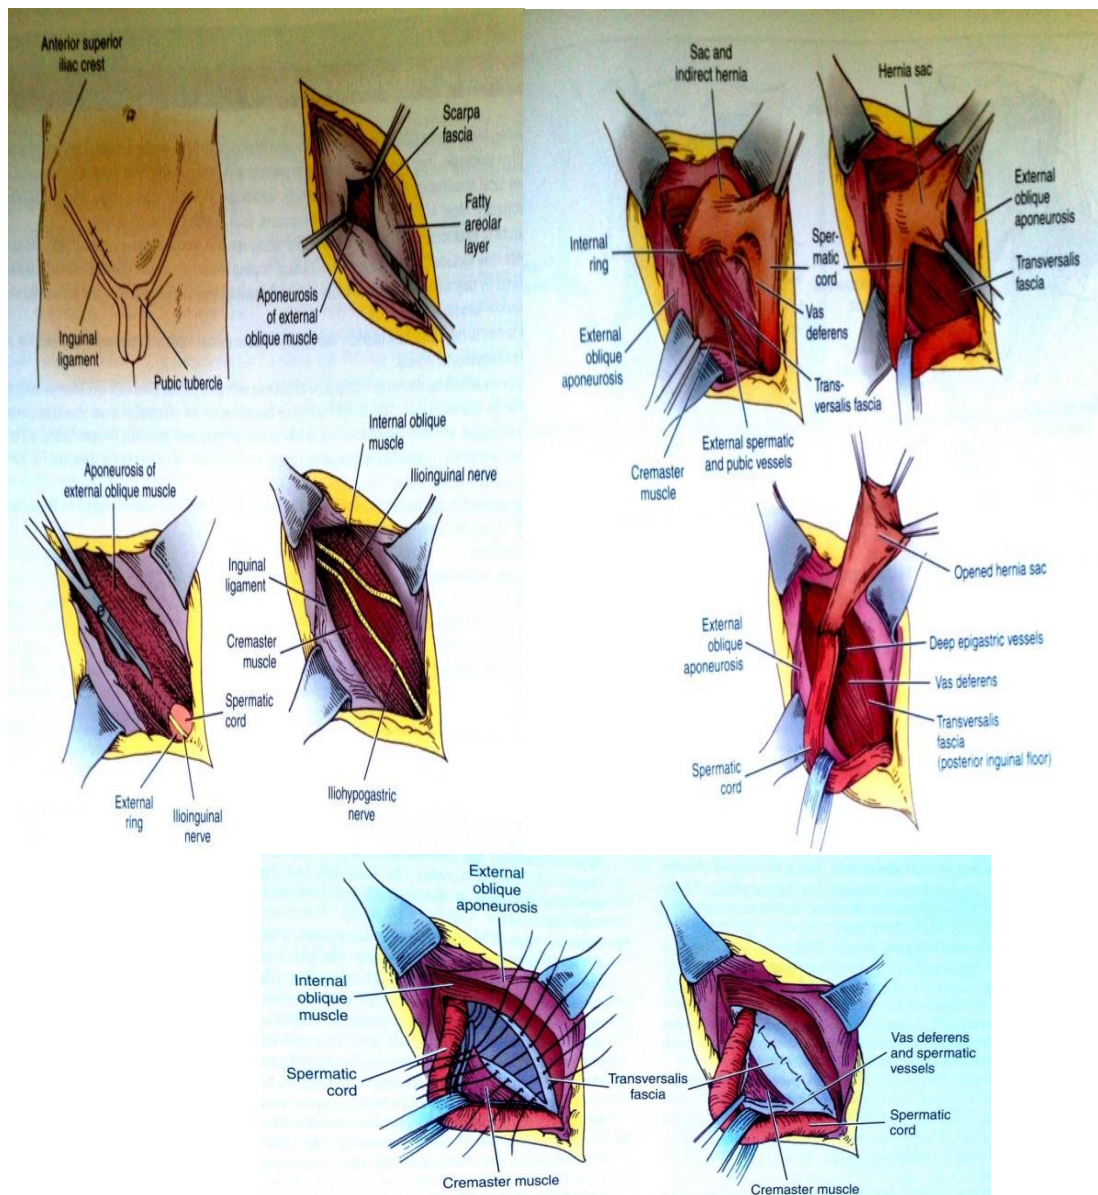 Anterior superior
iliac crest
Scarpa
fascia
Fatty
areolar
layer
Aponeurosis
of external
oblique muscle
Inguinal
ligament
Pubic tubercle
Aponeurosis of
external oblique muscle
Spermatic
cord
External
ring
Ilioinguinal
nerve
Internal oblique
muscle
Ilioinguinal nerve
Inguinal
ligament
Cremaster
muscle
Iliohypogastric
nerve
Sac and
indirect hernia
Internal
ring
External
oblique
aponeurosis
Cremaster
muscle
External spermatic
and pubic vessels
Trans-
versalis fascia
Vas
deferens
Sper-
matic
cord
Hernia sac
External
oblique
aponeurosis
Transversalis
fascia
Opened hernia sac
External
oblique
aponeurosis
Deep epigastric vessels
Vas deferens
Transversalis
fascia
(posterior inguinal floor)
Spermatic
cord
External
oblique
aponeurosis
Internal
oblique
muscle
Spermatic
cord
Transversalis
fascia
Cremaster muscle
Vas deferens
and spermatic
vessels
Spermatic
cord
Cremaster muscle